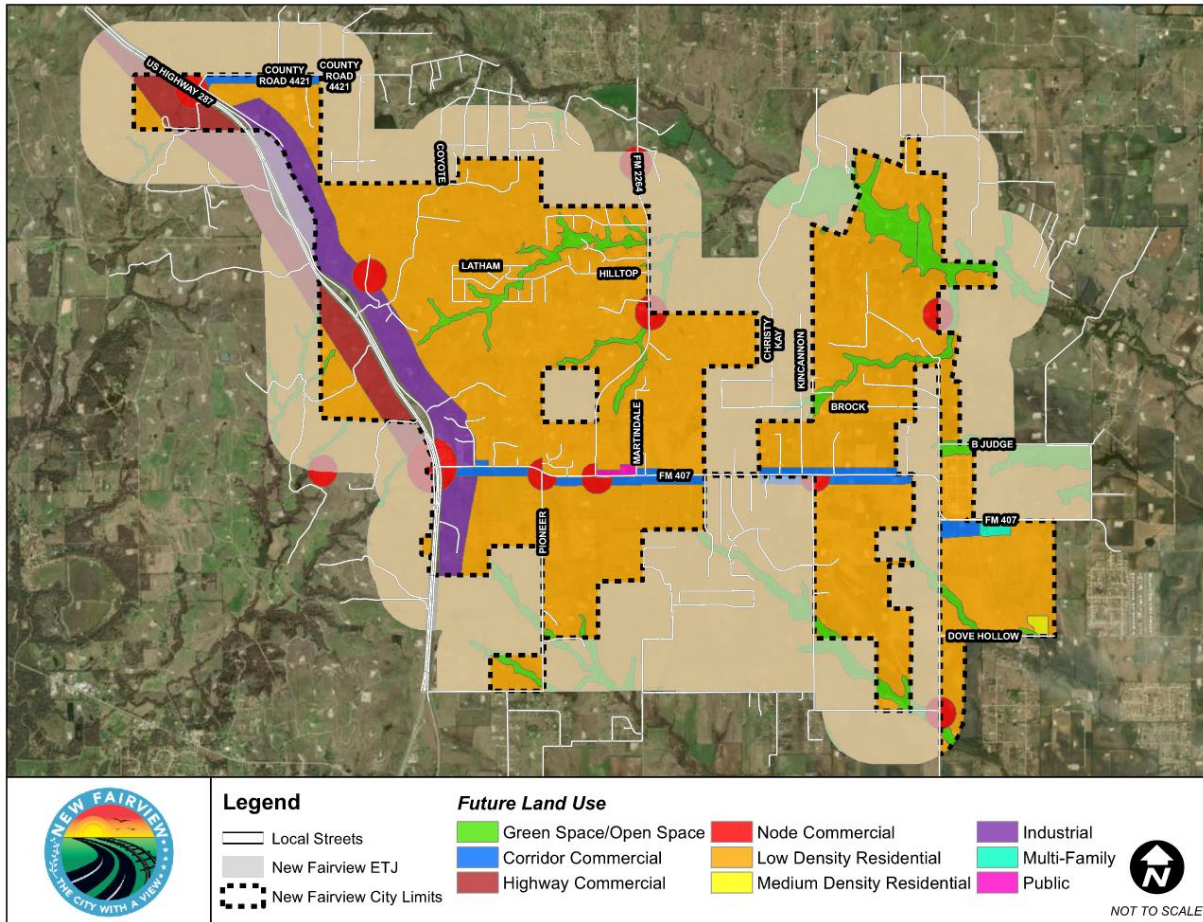 US HIGHWAY 287
COUNTY
ROAD 4421
COUNTY
ROAD
4421
COYOTE
FM 2264
LATHAM
HILLTOP
CHRISTY
KAY
KINCANNON
BROCK
MARTINDALE
B JUDGE
FM 407
FM 407
PIONEER
DOVE HOLLOW
NEW FAIRVIEW
THE CITY WITH A VIEW
Legend
Local Streets
New Fairview ETJ
New Fairview City Limits
Future Land Use
Green Space/Open Space
Corridor Commercial
Highway Commercial
Node Commercial
Low Density Residential
Medium Density Residential
Industrial
Multi-Family
Public
N
NOT TO SCALE